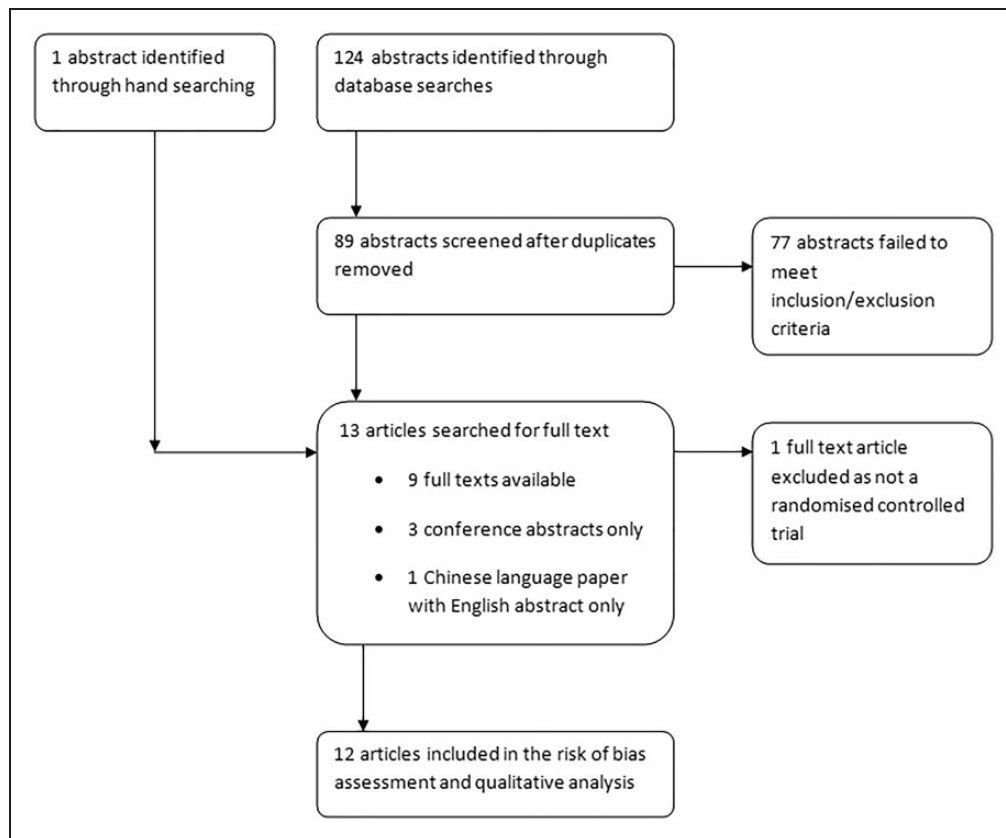 1 abstract identified
through hand searching
124 abstracts identified through
database searches
89 abstracts screened after duplicates
removed
77 abstracts failed to
meet
inclusion/exclusion
criteria
13 articles searched for full text
• 9 full texts available
• 3 conference abstracts only
• 1 Chinese language paper
with English abstract only
1 full text article
excluded as not a
randomised controlled
trial
12 articles included in the risk of bias
assessment and qualitative analysis